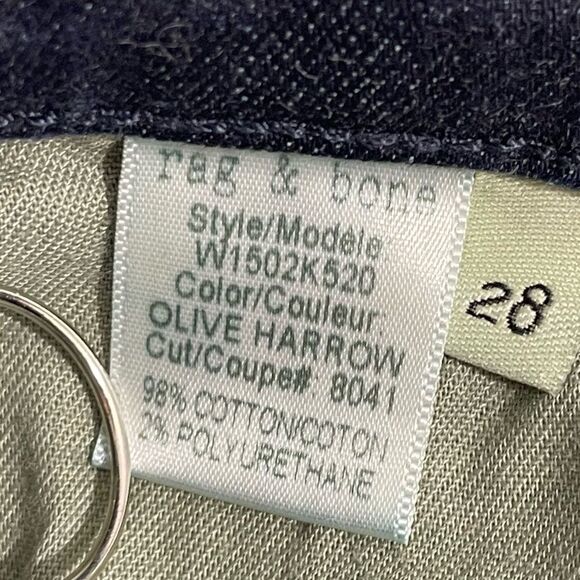 rag & bone
Style/Modele
W1502K520
Color/Couleur:
OLIVE HARROW
Cut/Coupe#: 8041
98% COTTON/COTON
2% POLYURETHANE
28